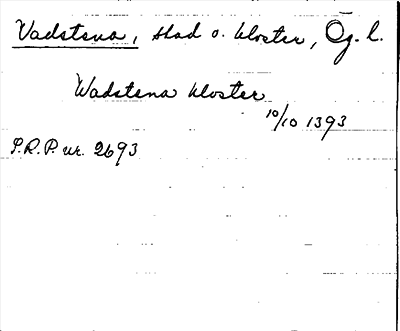 Vadstena, stad o. kloster, Ög. l.
Wadstena kloster
10/10 1393
S.R.P. nr. 2693